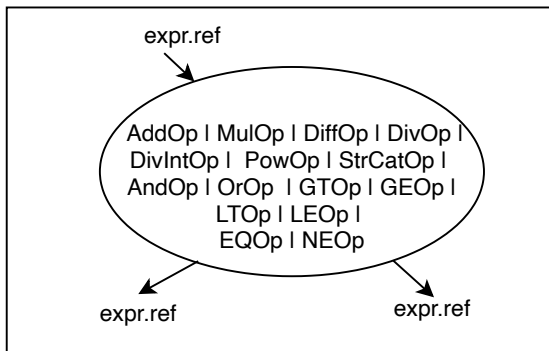 expr.ref
AddOp | MulOp | DiffOp | DivOp |
DivIntOp | PowOp | StrCatOp |
AndOp | OrOp | GTOp | GEOp |
LTOp | LEOp |
EQOp | NEOp
expr.ref
expr.ref